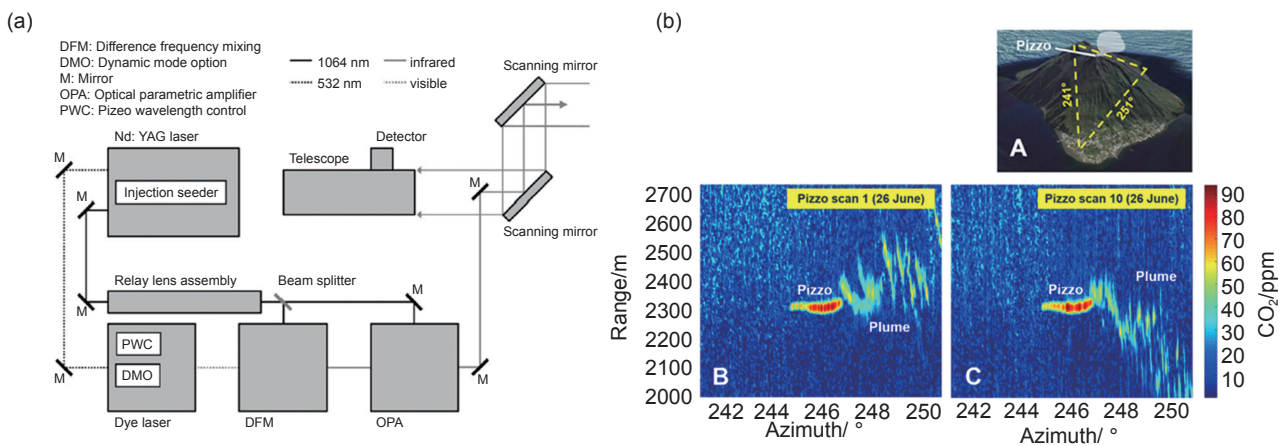 (a)
DFM: Difference frequency mixing
DMO: Dynamic mode option
M: Mirror
OPA: Optical parametric amplifier
PWC: Pizeo wavelength control
1064 nm
infrared
532 nm
visible
Scanning mirror
Nd: YAG laser
Detector
Telescope
M
M
M
Injection seeder
Scanning mirror
Relay lens assembly
Beam splitter
M
M
PWC
DMO
M
M
Dye laser
DFM
OPA
(b)
Pizzo
241°
251°
A
2700
2600
2500
2400
2300
2200
2100
2000
Range/m
Pizzo scan 1 (26 June)
Pizzo
Plume
B
242
244
246
248
250
Azimuth/ °
Pizzo scan 10 (26 June)
Pizzo
Plume
C
242
244
246
248
250
Azimuth/ °
90
80
70
60
50
40
30
20
10
CO₂/ppm